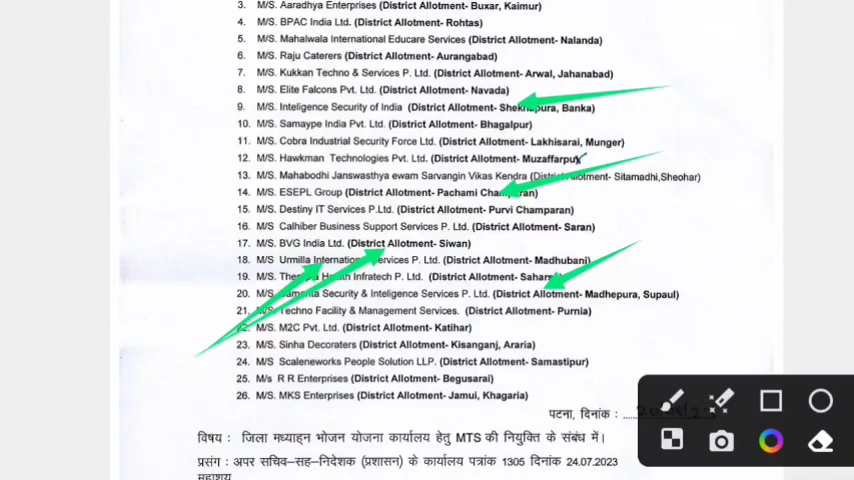 3. M/S. Aaradhya Enterprises (District Allotment- Buxar, Kaimur)
4. M/S. BPAC India Ltd. (District Allotment- Rohtas)
5. M/S. Mahalwala International Educare Services (District Allotment- Nalanda)
6. M/S. Raju Caterers (District Allotment- Aurangabad)
7. M/S. Kukkan Techno & Services P. Ltd. (District Allotment- Arwal, Jahanabad)
8. M/S. Elite Falcons Pvt. Ltd. (District Allotment- Navada)
9. M/S. Inteligence Security of India (District Allotment- Shekhpura, Banka)
10. M/S. Samaype India Pvt. Ltd. (District Allotment- Bhagalpur)
11. M/S. Cobra Industrial Security Force Ltd. (District Allotment- Lakhisarai, Munger)
12. M/S. Hawkman Technologies Pvt. Ltd. (District Allotment- Muzaffarpur)
13. M/S. Mahabodhi Janswasthya ewam Sarvangin Vikas Kendra (District Allotment- Sitamadhi,Sheohar)
14. M/S. ESEPL Group (District Allotment- Pachami Champaran)
15. M/S. Destiny IT Services P.Ltd. (District Allotment- Purvi Champaran)
16. M/S Calhiber Business Support Services P. Ltd. (District Allotment- Saran)
17. M/S. BVG India Ltd. (District Allotment- Siwan)
18. M/S Urmilla International Services P. Ltd. (District Allotment- Madhubani)
19. M/S. Health Infratech P. Ltd. (District Allotment- Saharsa)
20. M/S. Security & Inteligence Services P. Ltd. (District Allotment- Madhepura, Supaul)
21. M/S. Techno Facility & Management Services. (District Allotment- Purnia)
22. M/S. M2C Pvt. Ltd. (District Allotment- Katihar)
23. M/S. Sinha Decoraters (District Allotment- Kisanganj, Araria)
24. M/S Scaleneworks People Solution LLP. (District Allotment- Samastipur)
25. M/s R R Enterprises (District Allotment- Begusarai)
26. M/S. MKS Enterprises (District Allotment- Jamui, Khagaria)
पटना, दिनांक :
विषय : जिला मध्याह्न भोजन योजना कार्यालय हेतु MTS की नियुक्ति के संबंध में।
प्रसंग : अपर सचिव–सह–निदेशक (प्रशासन) के कार्यालय पत्रांक 1305 दिनांक 24.07.2023
महाशय